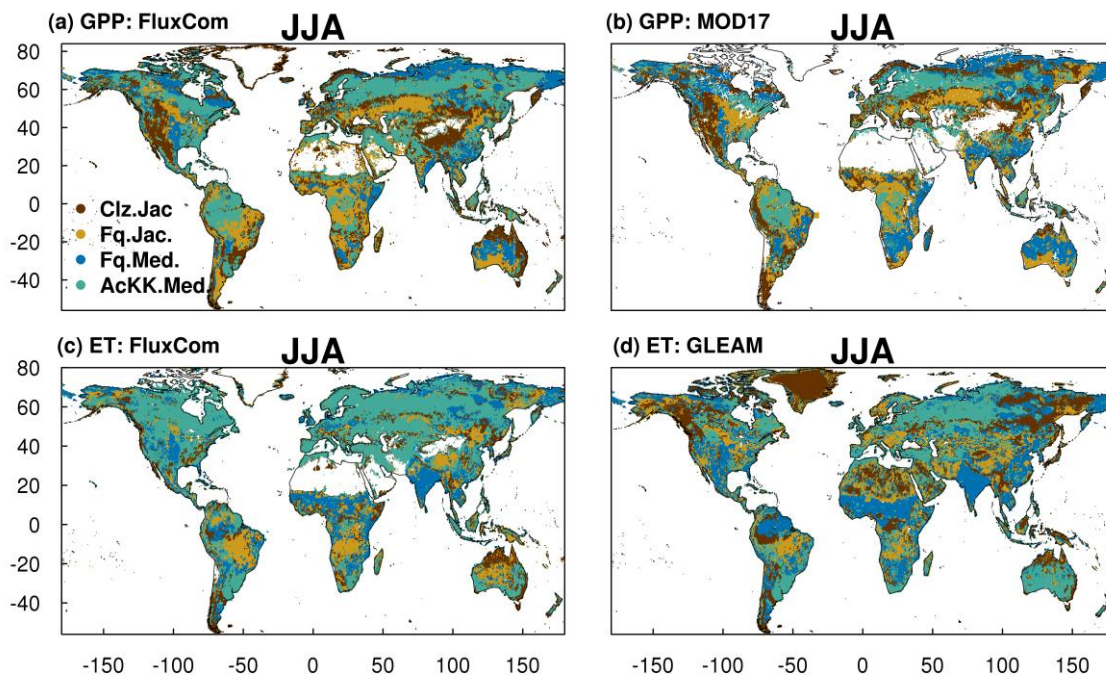 (a) GPP: FluxCom JJA
(b) GPP: MOD17 JJA
80
60
40
20
0
-20
-40
Clz.Jac
Fq.Jac.
Fq.Med.
AcKK.Med.
(c) ET: FluxCom JJA
(d) ET: GLEAM JJA
80
60
40
20
0
-20
-40
-150 -100 -50 0 50 100 150
-150 -100 -50 0 50 100 150